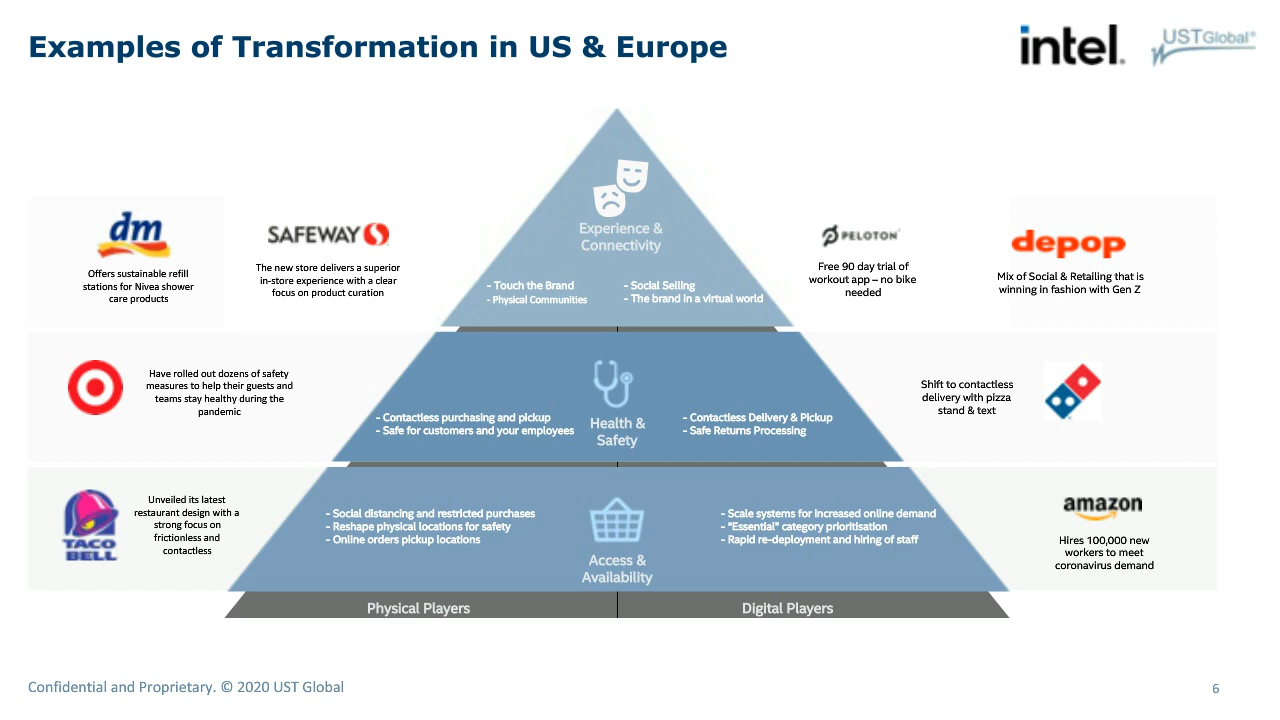 Examples of Transformation in US & Europe
intel.
USTGlobal®
dm
Offers sustainable refill
stations for Nivea shower
care products
SAFEWAY
The new store delivers a superior
in-store experience with a clear
focus on product curation
Experience &
Connectivity
- Touch the Brand
- Physical Communities
- Social Selling
- The brand in a virtual world
PELOTON
Free 90 day trial of
workout app – no bike
needed
depop
Mix of Social & Retailing that is
winning in fashion with Gen Z
Have rolled out dozens of safety
measures to help their guests and
teams stay healthy during the
pandemic
- Contactless purchasing and pickup
- Safe for customers and your employees
Health &
Safety
- Contactless Delivery & Pickup
- Safe Returns Processing
Shift to contactless
delivery with pizza
stand & text
TACO
BELL
Unveiled its latest
restaurant design with a
strong focus on
frictionless and
contactless
- Social distancing and restricted purchases
- Reshape physical locations for safety
- Online orders pickup locations
Access &
Availability
- Scale systems for increased online demand
- "Essential" category prioritisation
- Rapid re-deployment and hiring of staff
amazon
Hires 100,000 new
workers to meet
coronavirus demand
Physical Players
Digital Players
Confidential and Proprietary. © 2020 UST Global
6